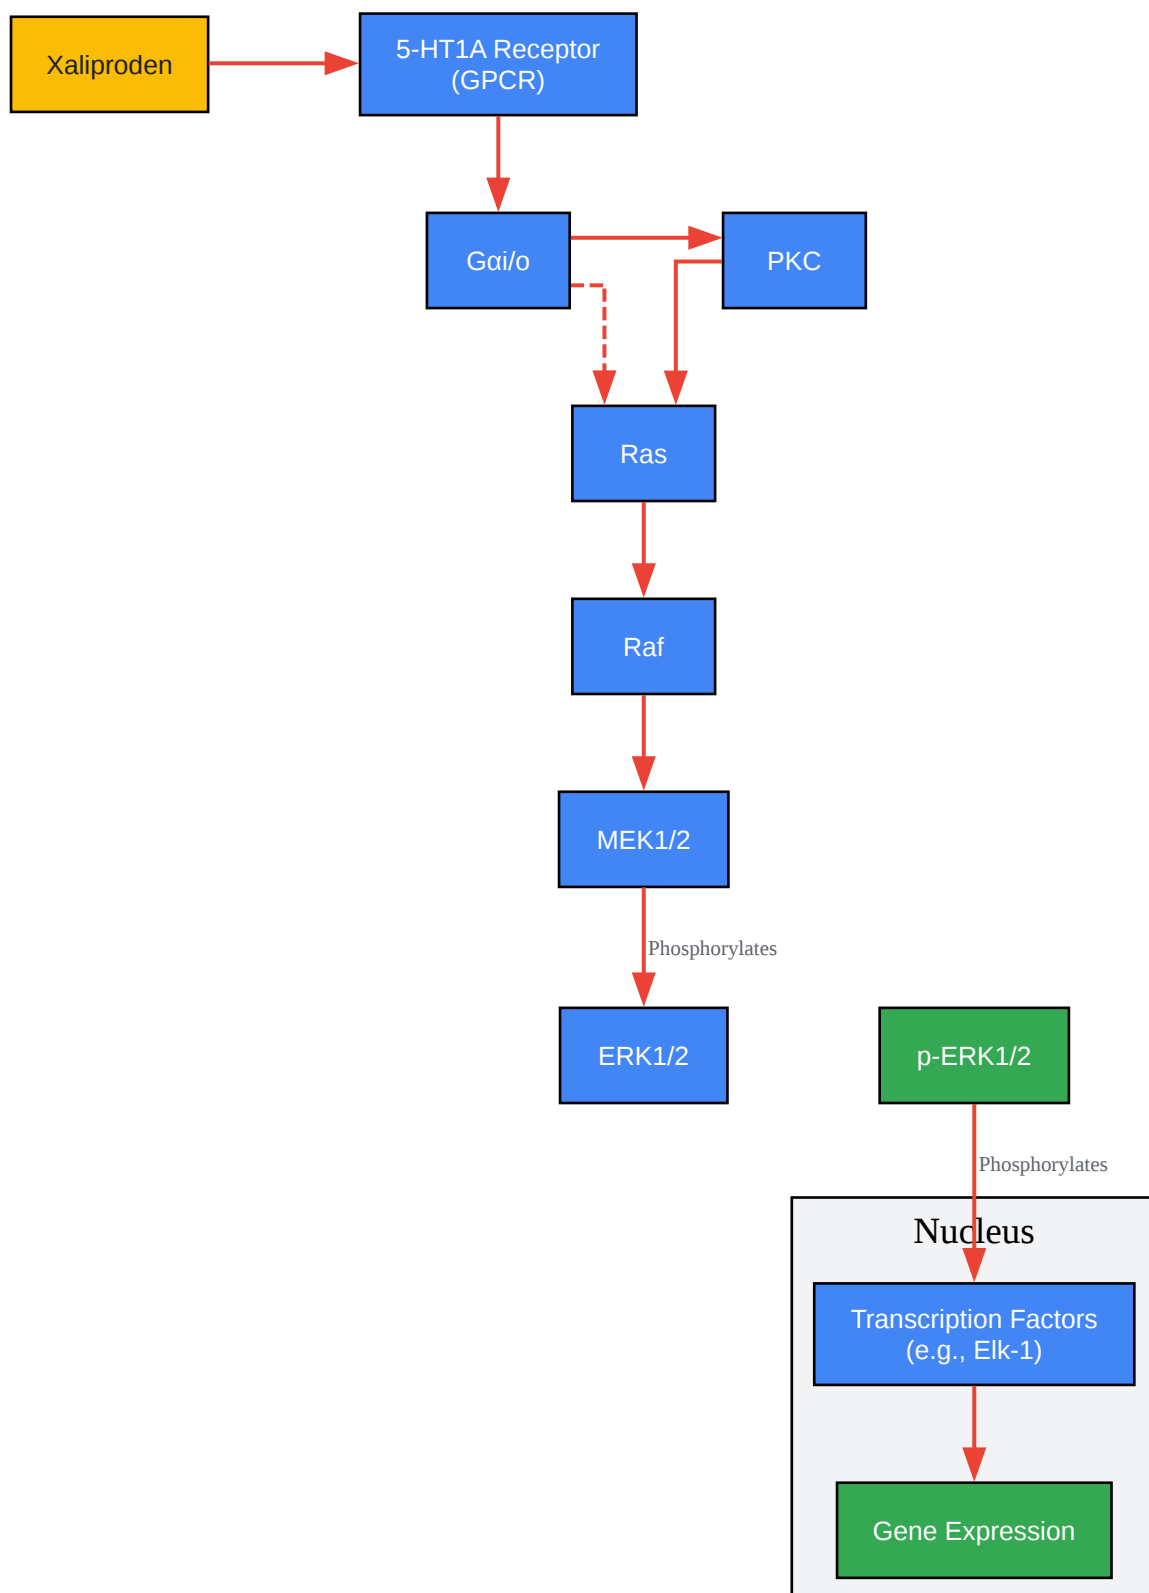 Xaliproden
5-HT1A Receptor
(GPCR)
Gαi/o
PKC
Ras
Raf
MEK1/2
Phosphorylates
ERK1/2
p-ERK1/2
Phosphorylates
Nucleus
Transcription Factors
(e.g., Elk-1)
Gene Expression